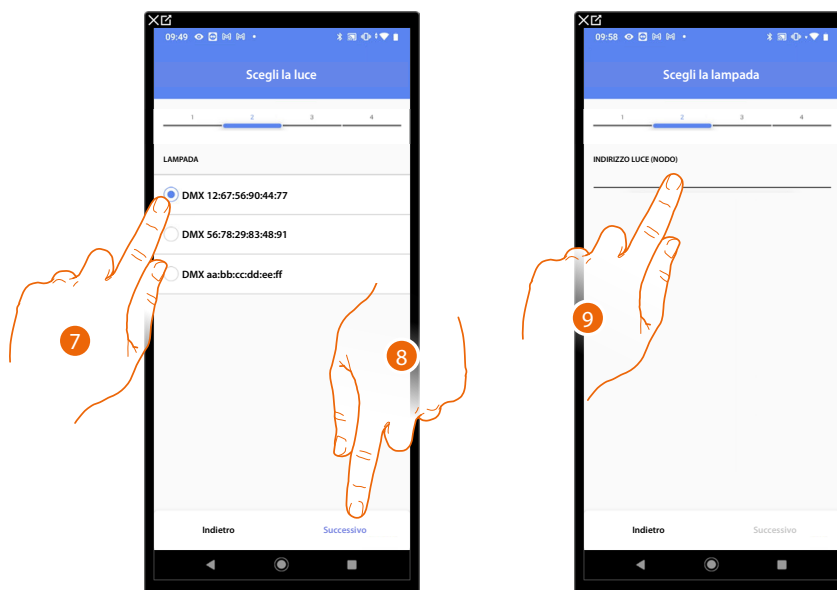 09:49
Scegli la luce
1 2 3 4
LAMPADA
DMX 12:67:56:90:44:77
DMX 56:78:29:83:48:91
DMX aa:bb:cc:dd:ee:ff
7
8
Indietro Successivo
09:58
Scegli la lampada
1 2 3 4
INDIRIZZO LUCE (NODO)
9
Indietro Successivo